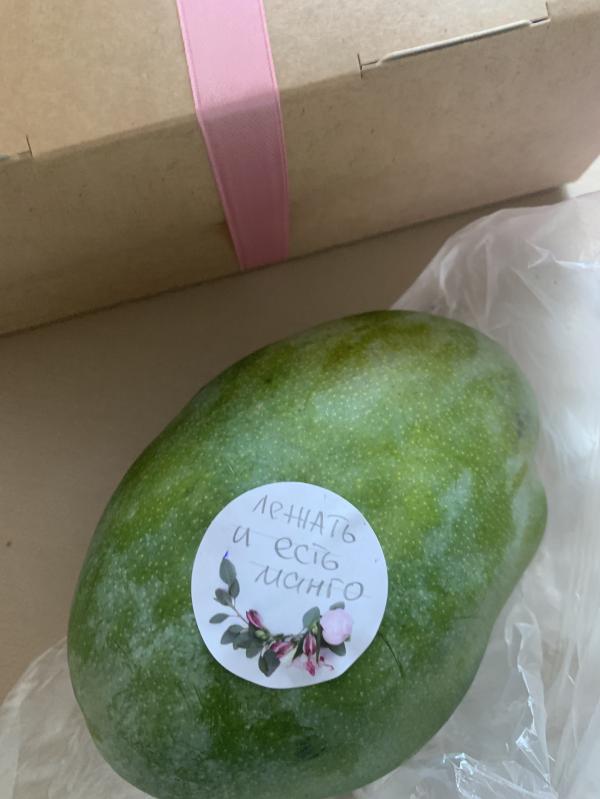 лежать
и есть
манго